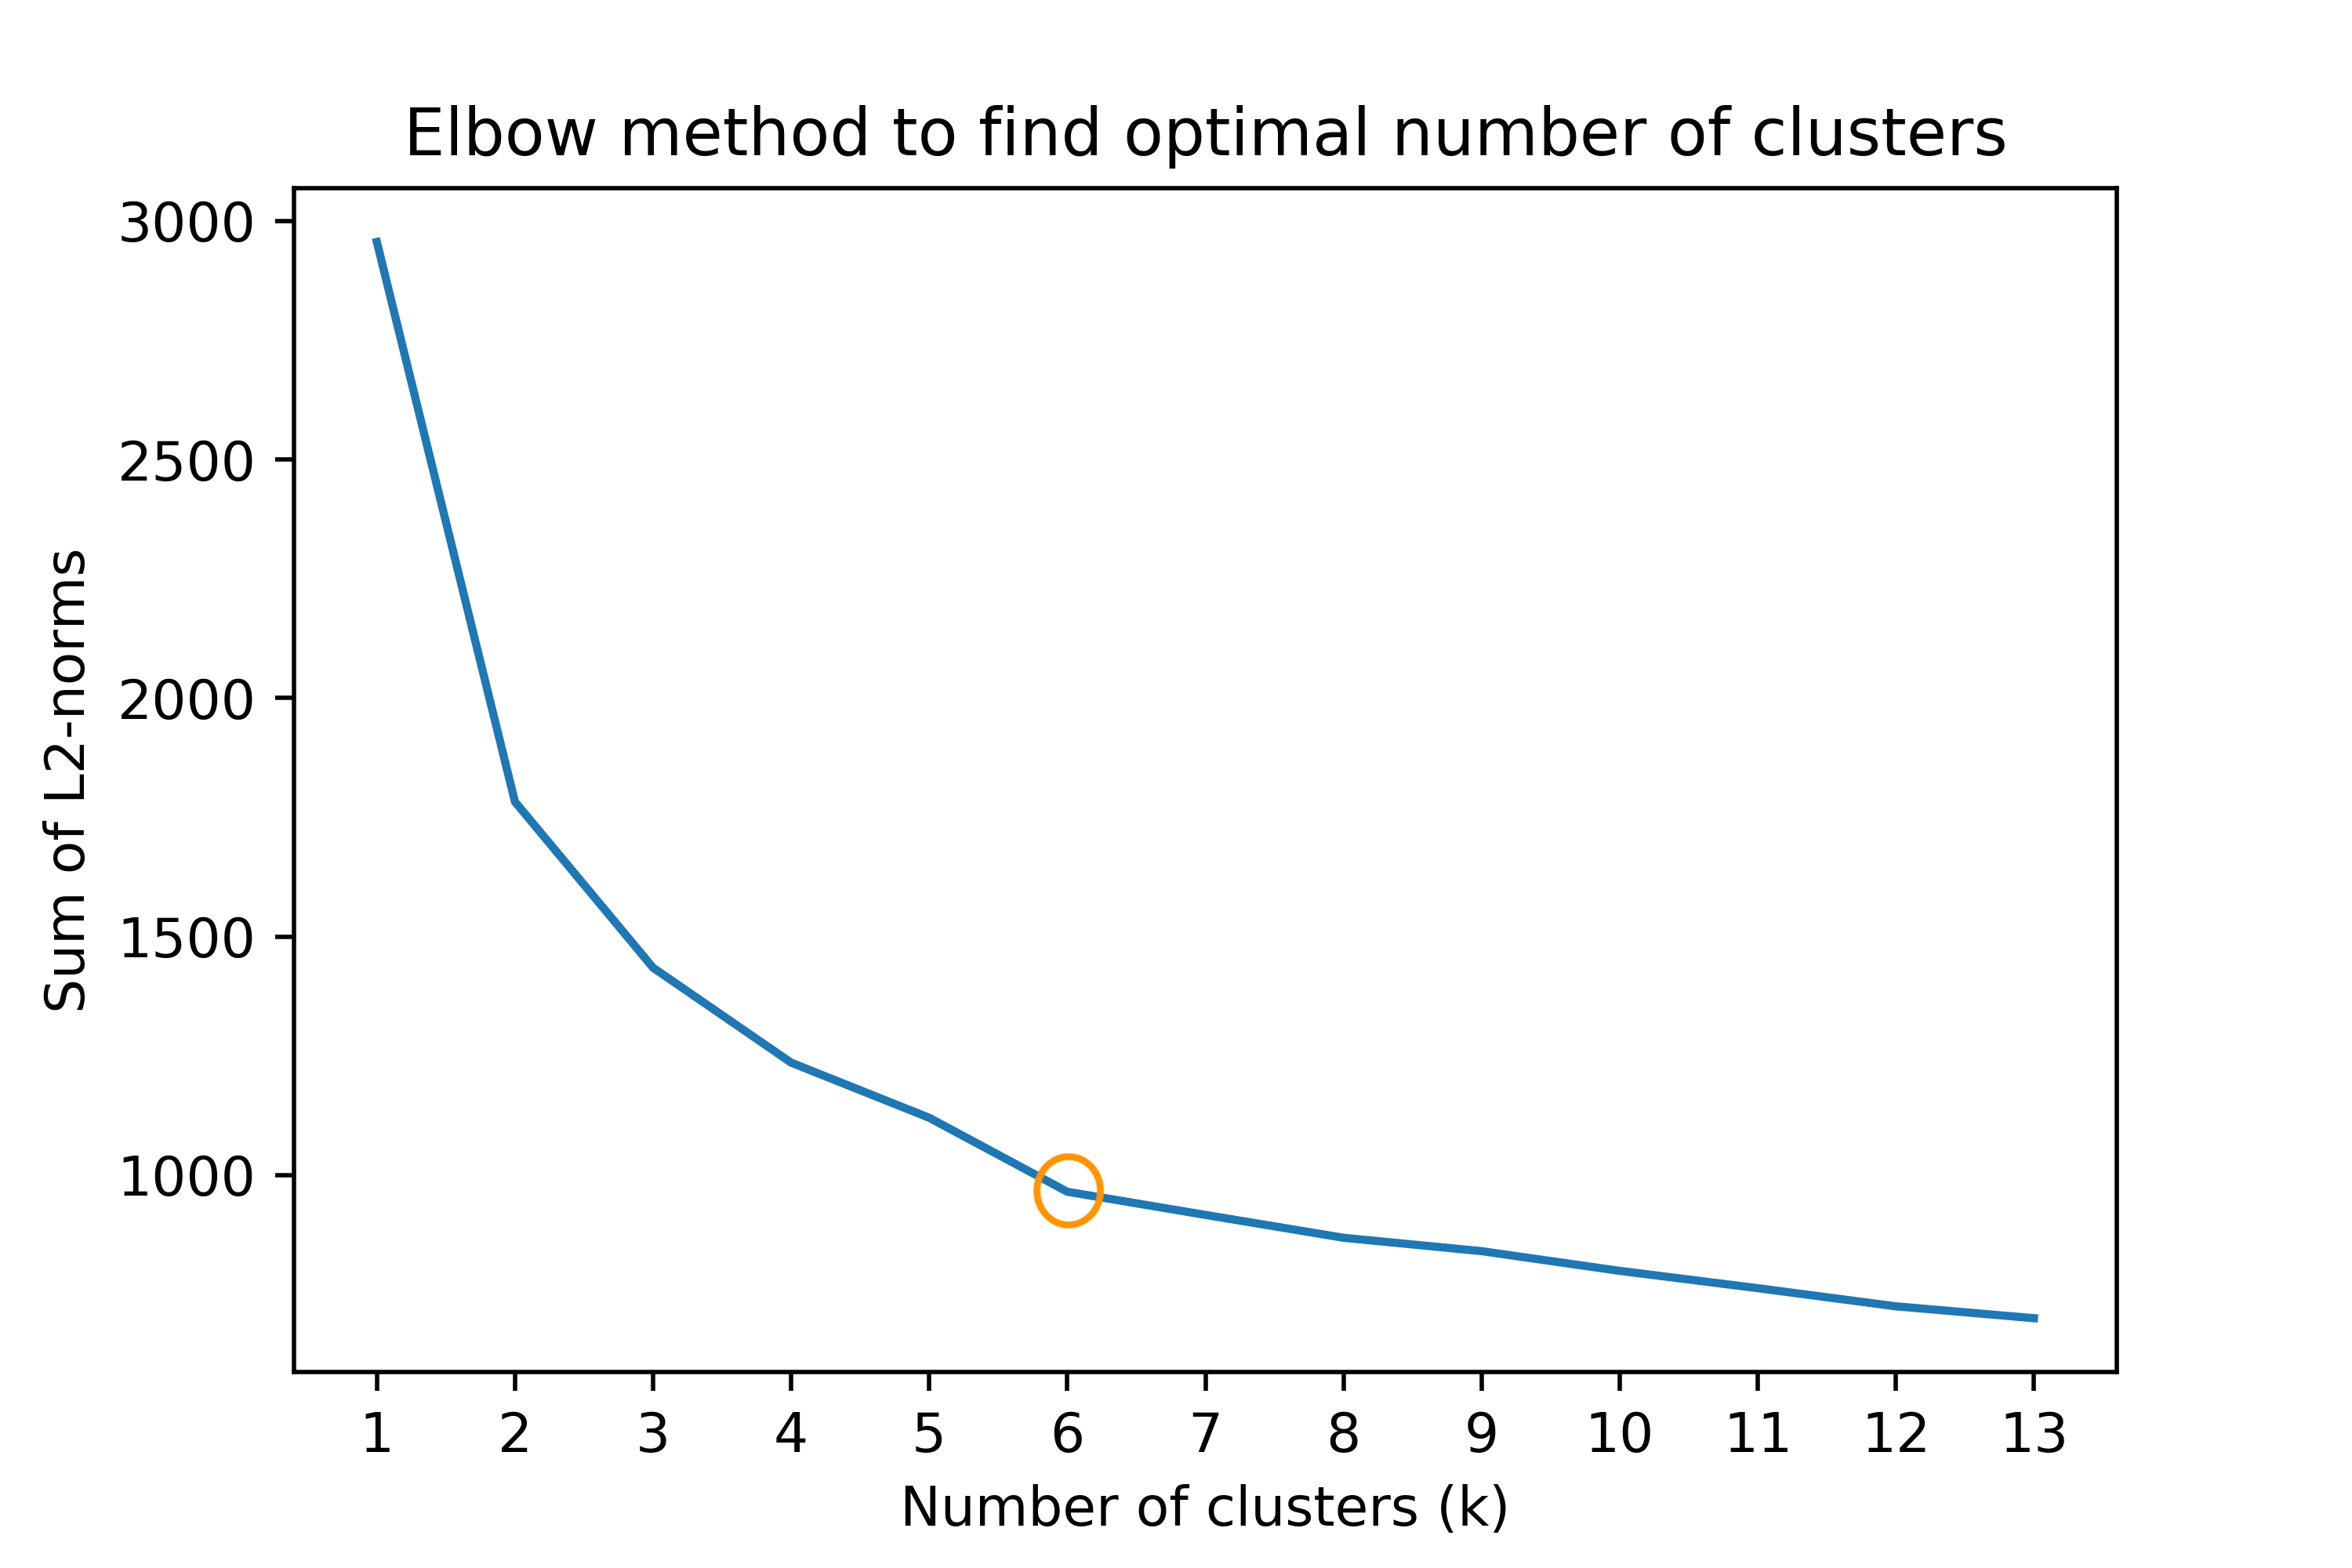 Elbow method to find optimal number of clusters
3000
2500
2000
1500
1000
Sum of L2-norms
1 2 3 4 5 6 7 8 9 10 11 12 13
Number of clusters (k)